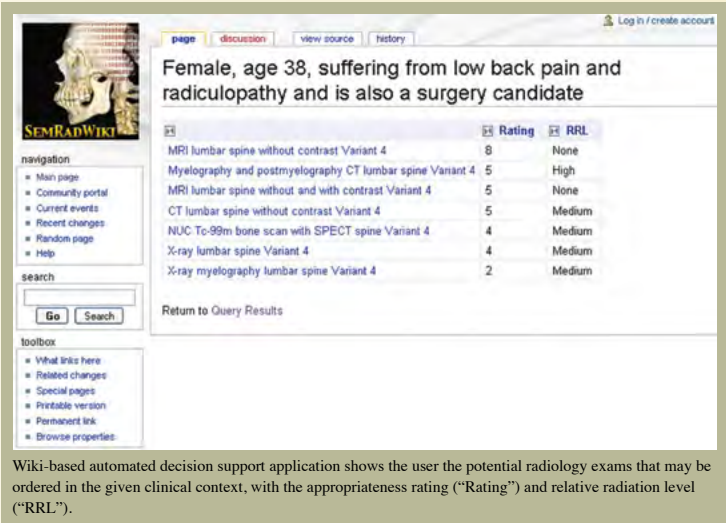 Log in / create account
page discussion view source history
Female, age 38, suffering from low back pain and
radiculopathy and is also a surgery candidate
SEMRADWIKI
Rating RRL
MRI lumbar spine without contrast Variant 4 8 None
Myelography and postmyelography CT lumbar spine Variant 4 5 High
MRI lumbar spine without and with contrast Variant 4 5 None
CT lumbar spine without contrast Variant 4 5 Medium
NUC Tc-99m bone scan with SPECT spine Variant 4 4 Medium
X-ray lumbar spine Variant 4 4 Medium
X-ray myelography lumbar spine Variant 4 2 Medium
Return to Query Results
navigation
Main page
Community portal
Current events
Recent changes
Random page
Help
search
Go Search
toolbox
What links here
Related changes
Special pages
Printable version
Permanent link
Browse properties
Wiki-based automated decision support application shows the user the potential radiology exams that may be
ordered in the given clinical context, with the appropriateness rating (“Rating”) and relative radiation level
(“RRL”).